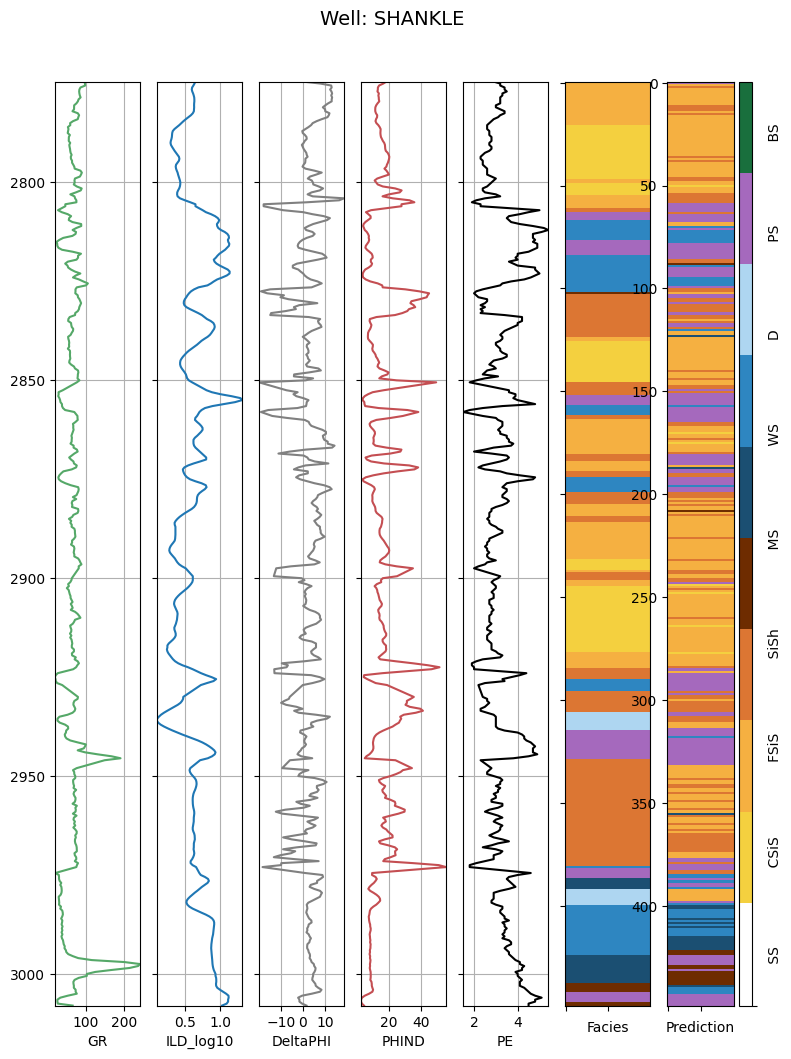 Well: SHANKLE
2800
2850
2900
2950
3000
0
50
100
150
200
250
300
350
400
BS
PS
D
WS
MS
SiSh
FSiS
CSiS
SS
100 200
0.5 1.0
−10 0 10
20 40
2 4
GR
ILD_log10
DeltaPHI
PHIND
PE
Facies
Prediction